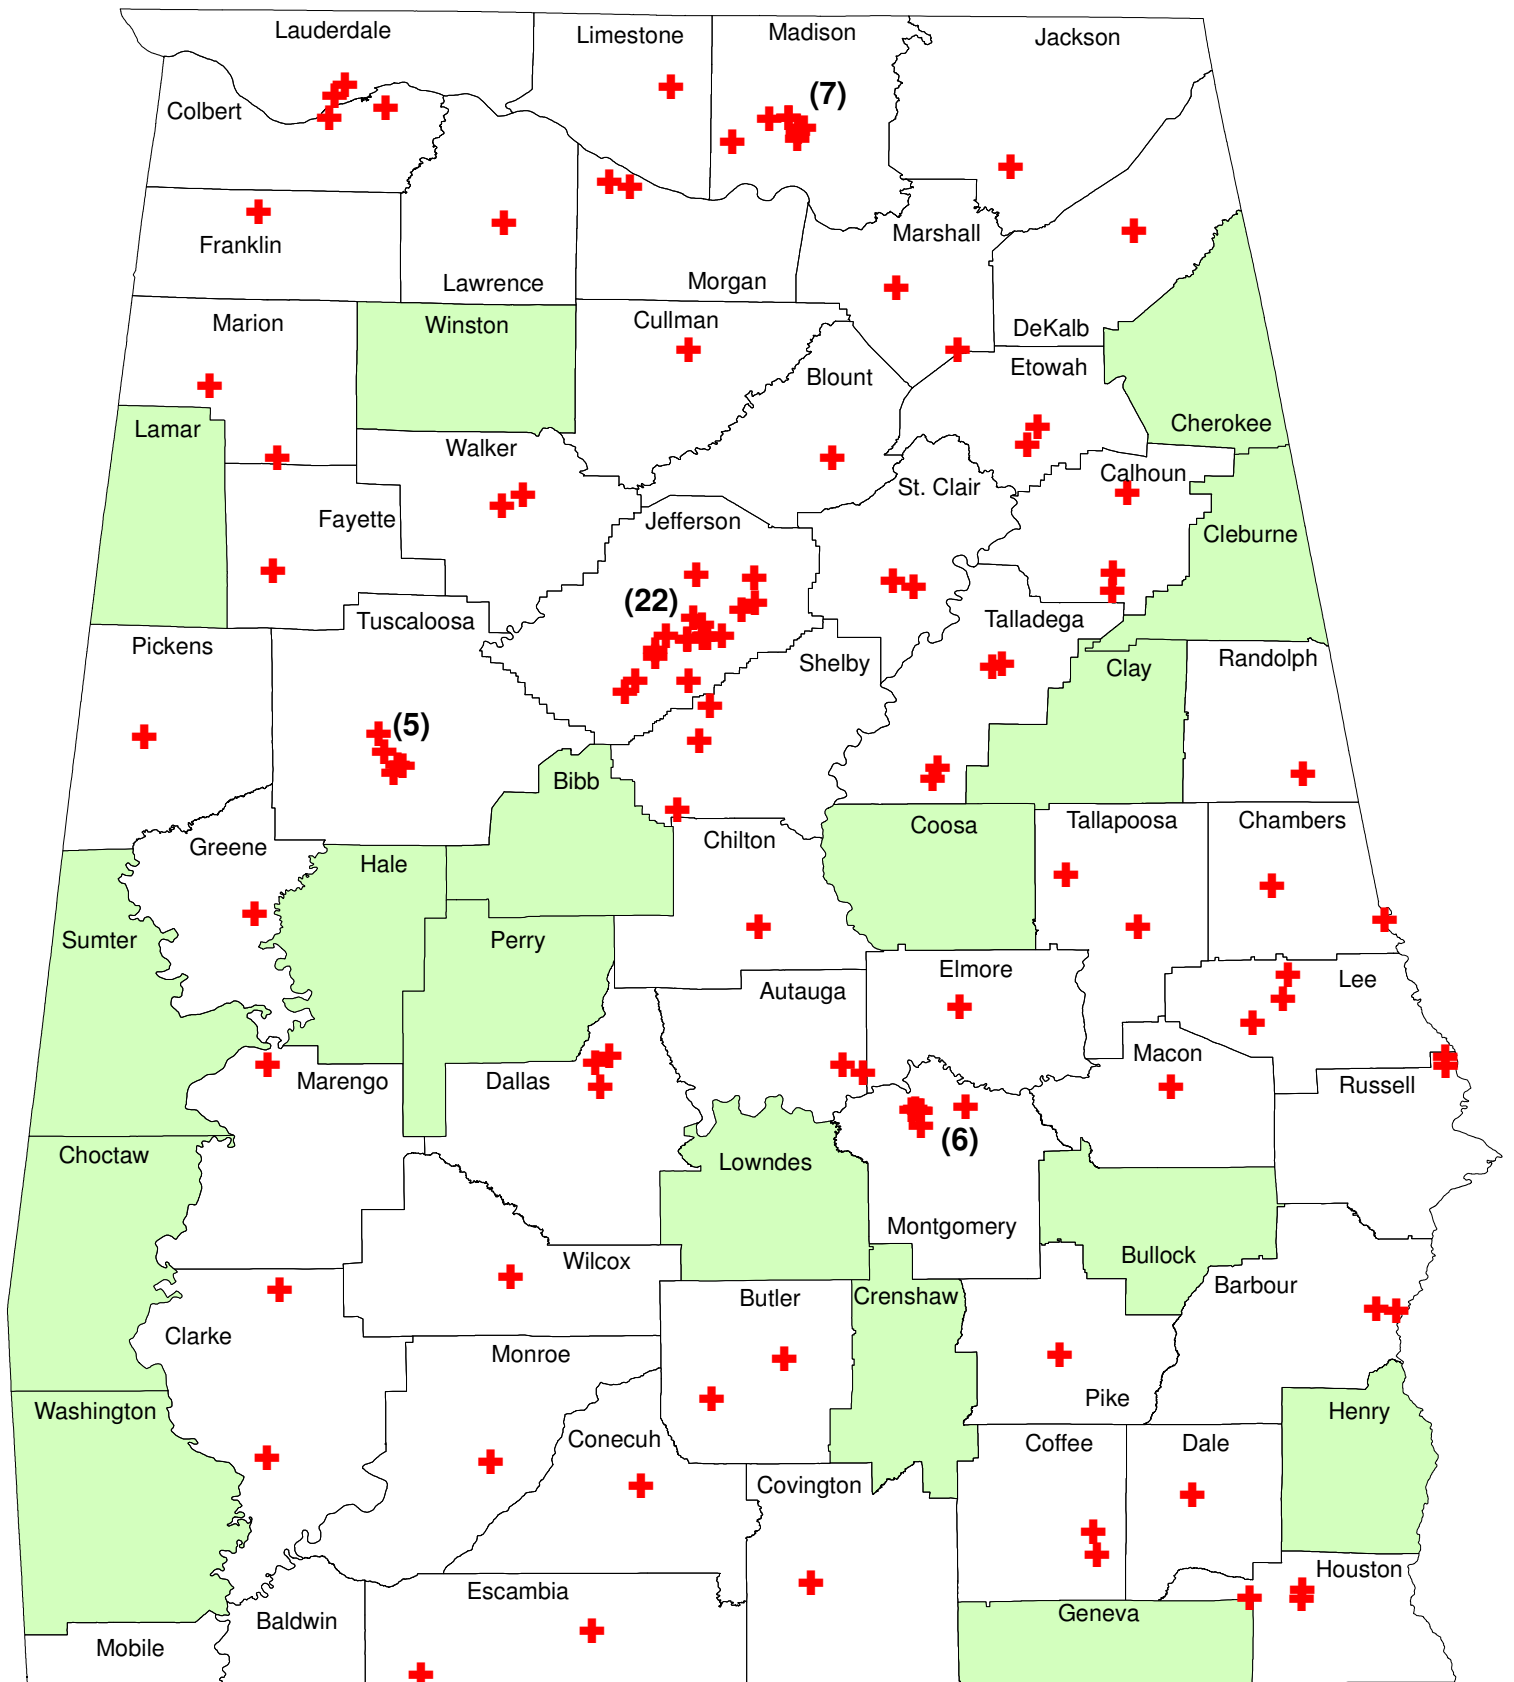 Lauderdale
Limestone
Madison
Jackson
(7)
Colbert
Franklin
Marshall
Lawrence
Morgan
Marion
Winston
Cullman
DeKalb
Blount
Etowah
Lamar
Cherokee
Walker
Calhoun
St. Clair
Fayette
Jefferson
Cleburne
(22)
Tuscaloosa
Talladega
Pickens
Shelby
Clay
Randolph
(5)
Bibb
Greene
Hale
Chilton
Coosa
Tallapoosa
Chambers
Sumter
Perry
Elmore
Lee
Autauga
Marengo
Dallas
Macon
Russell
(6)
Choctaw
Lowndes
Montgomery
Wilcox
Bullock
Butler
Crenshaw
Barbour
Clarke
Monroe
Pike
Washington
Henry
Conecuh
Coffee
Dale
Covington
Houston
Escambia
Baldwin
Geneva
Mobile